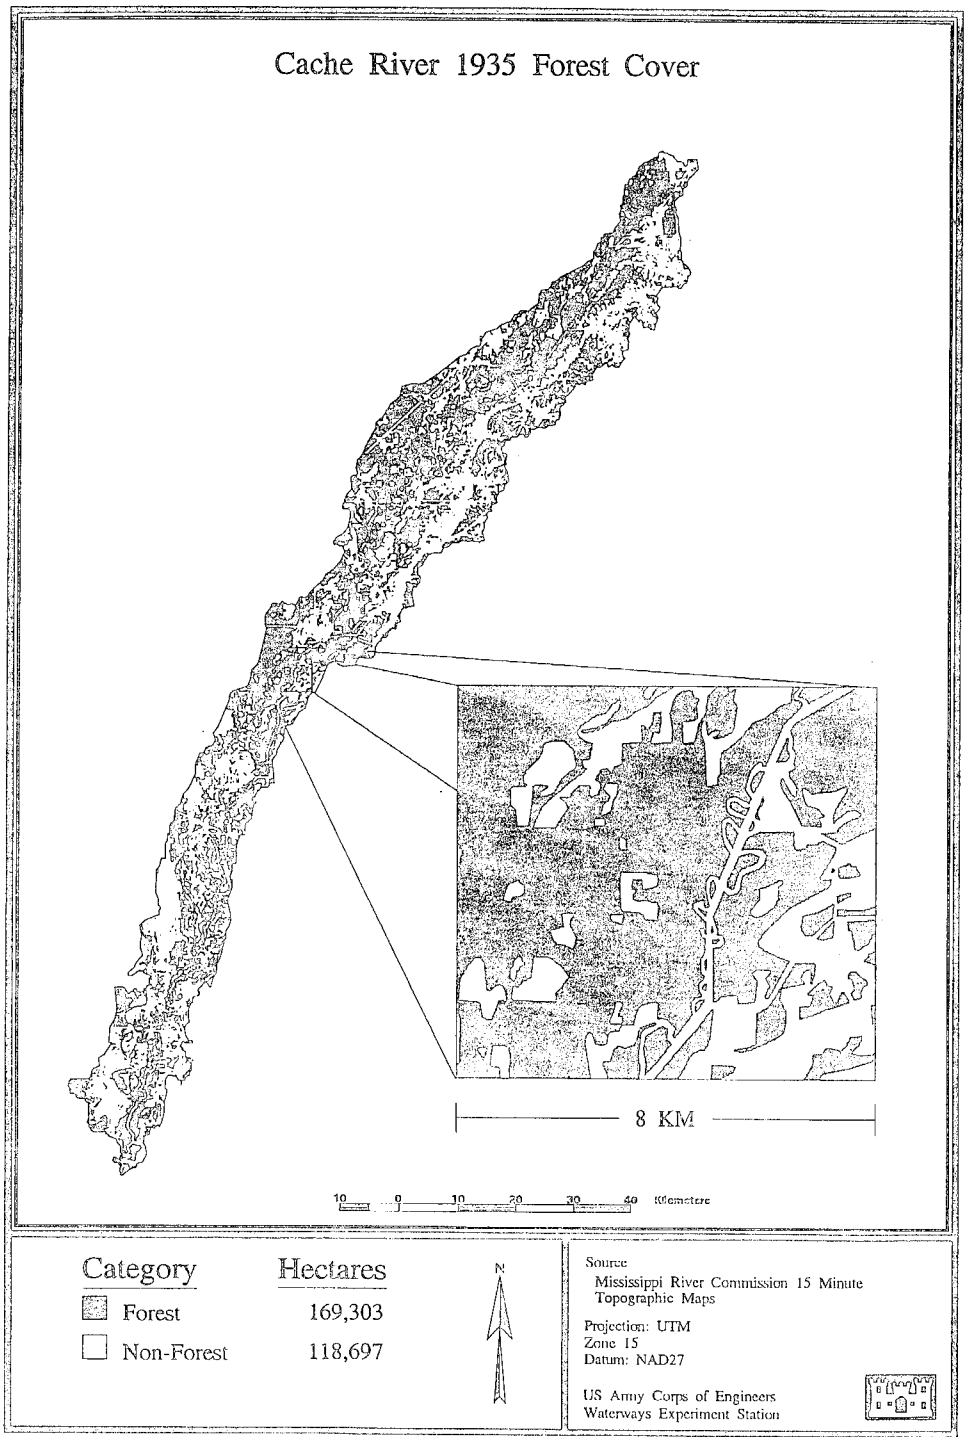 Cache River 1935 Forest Cover
8 KM
10 0 10 20 30 40 Kilometers
Category Hectares
Forest 169,303
Non-Forest 118,697
N
Source
Mississippi River Commission 15 Minute
Topographic Maps
Projection: UTM
Zone 15
Datum: NAD27
US Army Corps of Engineers
Waterways Experiment Station